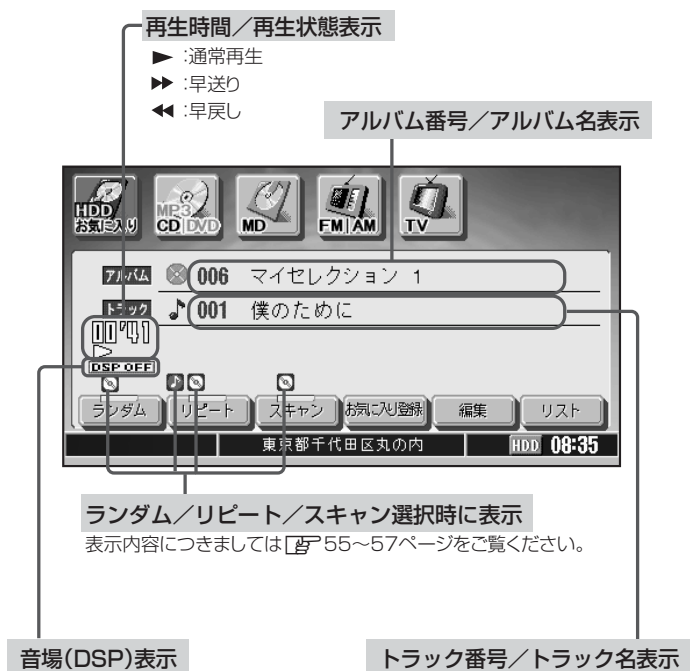 再生時間／再生状態表示
▶ :通常再生
▶▶ :早送り
◀◀ :早戻し
アルバム番号／アルバム名表示
HDD お気に入り
MP3 CD DVD
MD
FM AM
TV
アルバム 006 マイセレクション 1
トラック 001 僕のために
00'41
DSP OFF
ランダム リピート スキャン お気に入り登録 編集 リスト
東京都千代田区丸の内 HDD 08:35
ランダム／リピート／スキャン選択時に表示
表示内容につきましては 55〜57ページをご覧ください。
音場(DSP)表示
トラック番号／トラック名表示